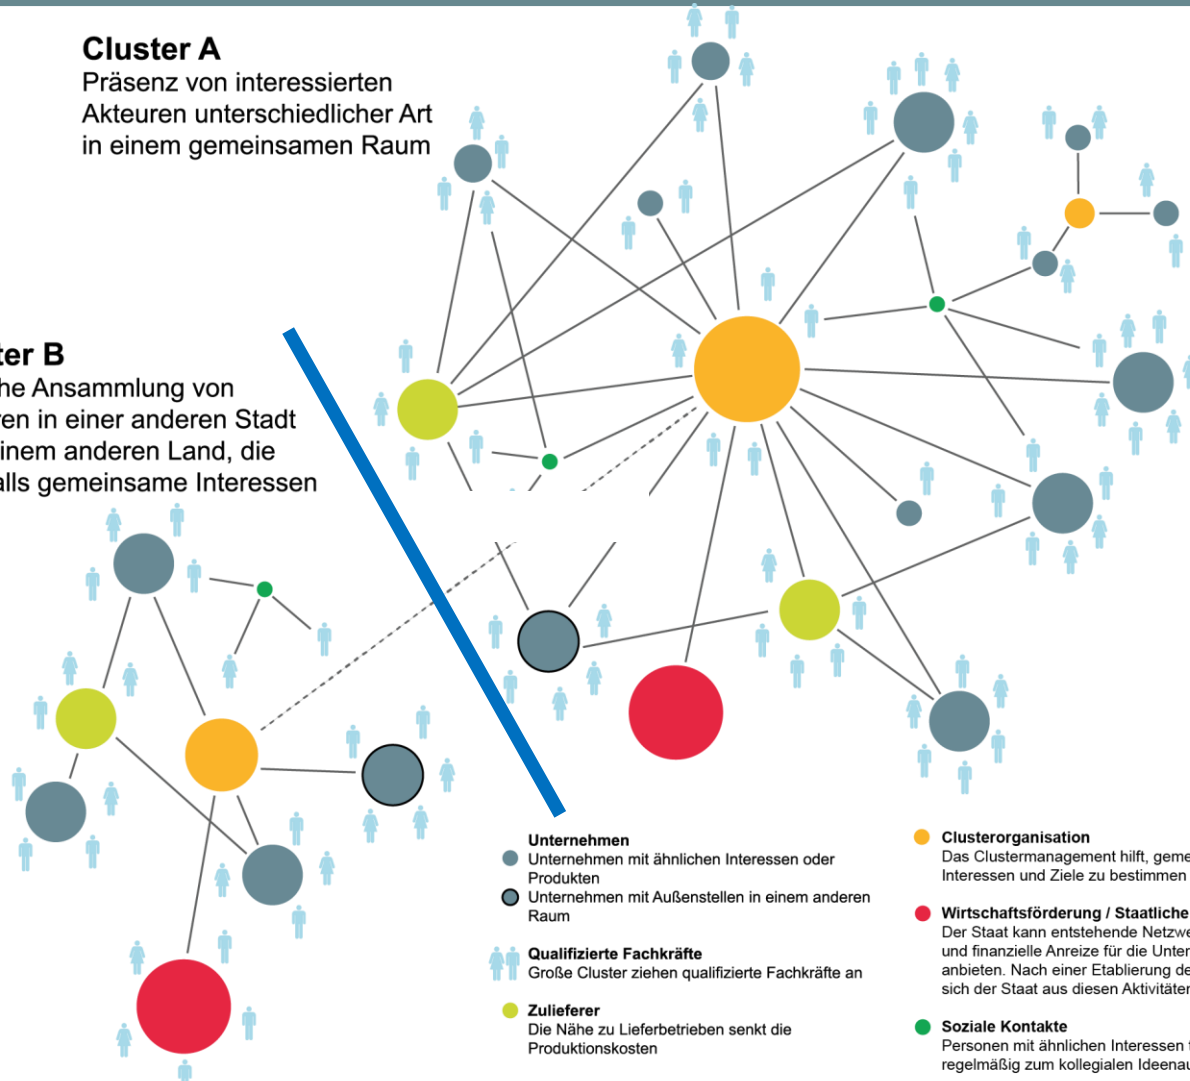 Cluster A
Präsenz von interessierten
Akteuren unterschiedlicher Art
in einem gemeinsamen Raum
ter B
he Ansammlung von
ren in einer anderen Stadt
inem anderen Land, die
alls gemeinsame Interessen
Unternehmen
Unternehmen mit ähnlichen Interessen oder
Produkten
Unternehmen mit Außenstellen in einem anderen
Raum
Qualifizierte Fachkräfte
Große Cluster ziehen qualifizierte Fachkräfte an
Zulieferer
Die Nähe zu Lieferbetrieben senkt die
Produktionskosten
Clusterorganisation
Das Clustermanagement hilft, geme
Interessen und Ziele zu bestimmen
Wirtschaftsförderung / Staatliche
Der Staat kann entstehende Netzwe
und finanzielle Anreize für die Unter
anbieten. Nach einer Etablierung de
sich der Staat aus diesen Aktivitäten
Soziale Kontakte
Personen mit ähnlichen Interessen t
regelmäßig zum kollegialen Ideenau